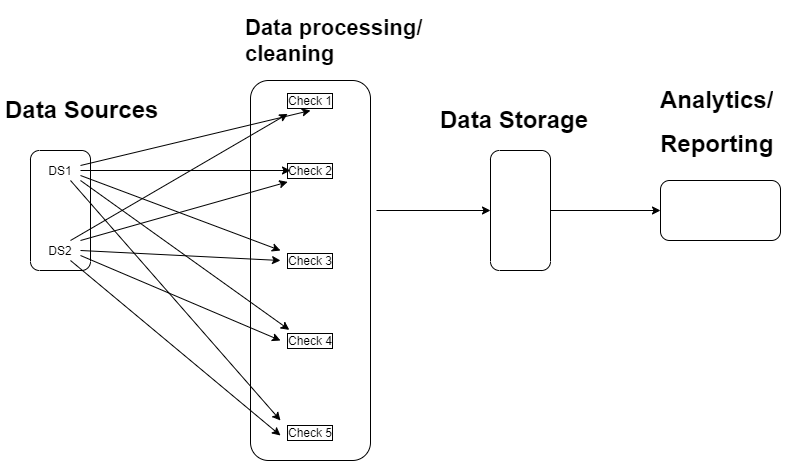 Data Sources
DS1
DS2
Data processing/
cleaning
Check 1
Check 2
Check 3
Check 4
Check 5
Data Storage
Analytics/
Reporting